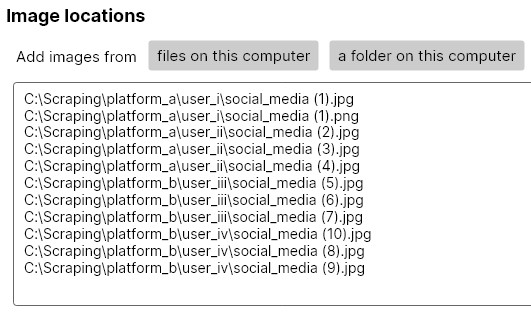 Image locations
Add images from files on this computer a folder on this computer
C:\Scraping\platform_a\user_i\social_media (1).jpg
C:\Scraping\platform_a\user_i\social_media (1).png
C:\Scraping\platform_a\user_ii\social_media (2).jpg
C:\Scraping\platform_a\user_ii\social_media (3).jpg
C:\Scraping\platform_a\user_ii\social_media (4).jpg
C:\Scraping\platform_b\user_iii\social_media (5).jpg
C:\Scraping\platform_b\user_iii\social_media (6).jpg
C:\Scraping\platform_b\user_iii\social_media (7).jpg
C:\Scraping\platform_b\user_iv\social_media (10).jpg
C:\Scraping\platform_b\user_iv\social_media (8).jpg
C:\Scraping\platform_b\user_iv\social_media (9).jpg